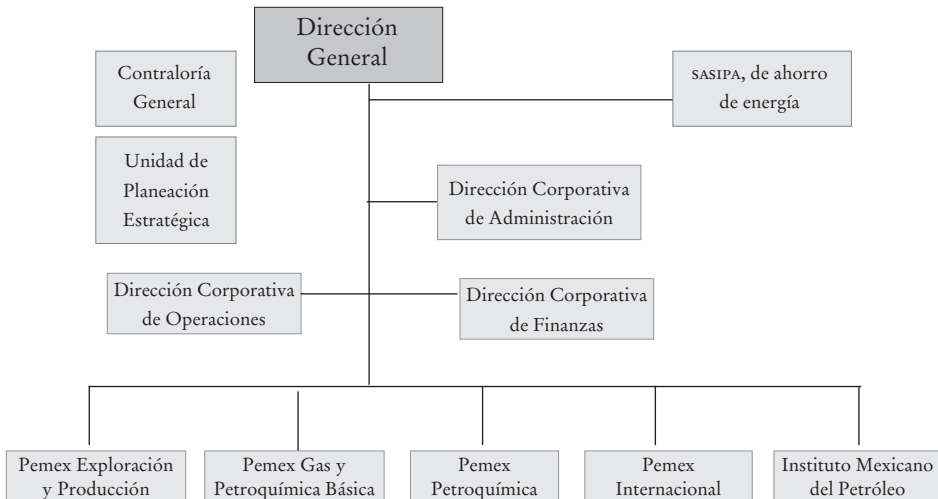 Dirección
General
Contraloría
General
SASIPA, de ahorro
de energía
Unidad de
Planeación
Estratégica
Dirección Corporativa
de Administración
Dirección Corporativa
de Operaciones
Dirección Corporativa
de Finanzas
Pemex Exploración
y Producción
Pemex Gas y
Petroquímica Básica
Pemex
Petroquímica
Pemex
Internacional
Instituto Mexicano
del Petróleo